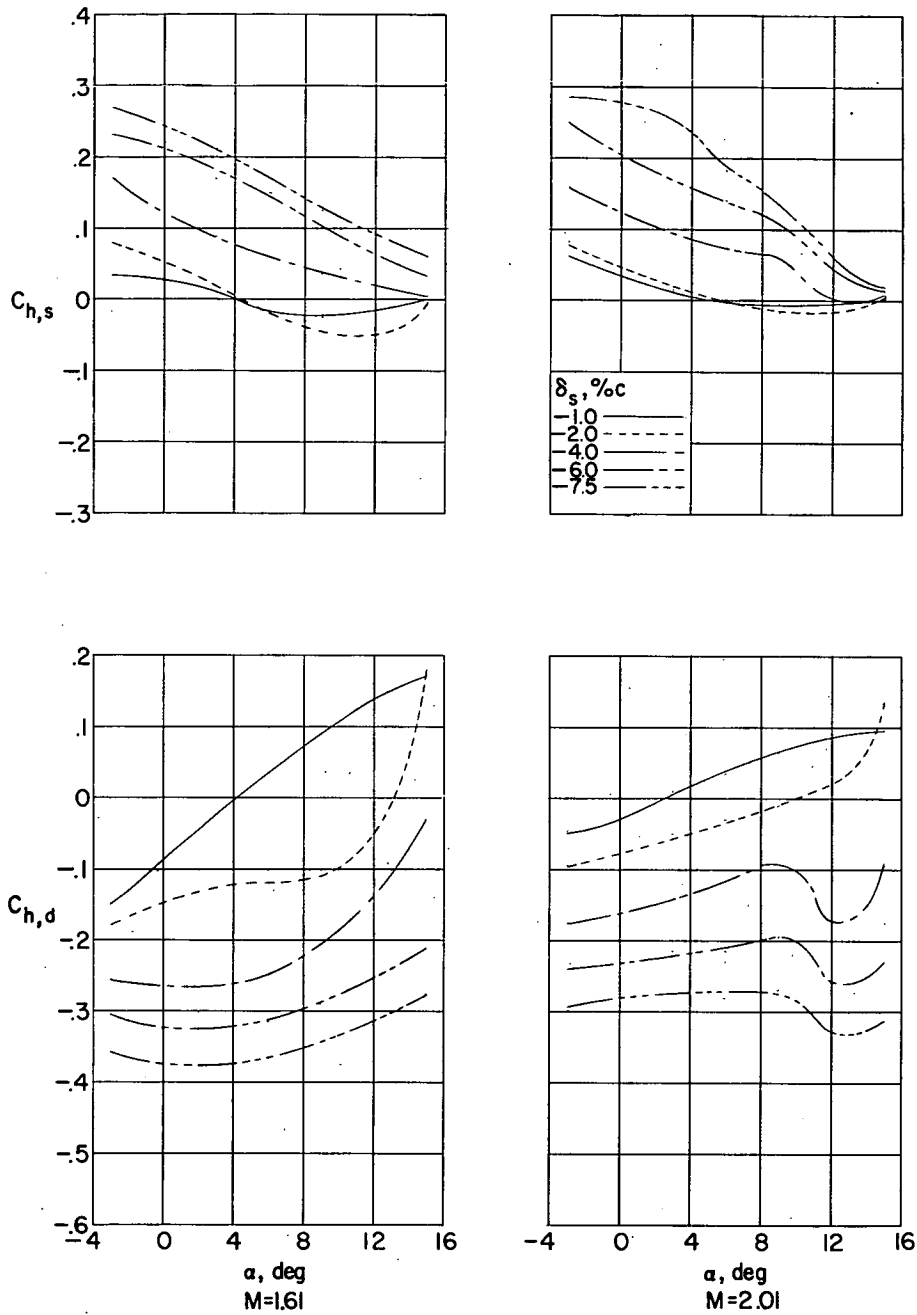 .4
.3
.2
.1
0
-.1
-.2
-.3
C_{h,s}
δ_s, %c
-1.0
-2.0
-4.0
-6.0
-7.5
.2
.1
0
-.1
-.2
-.3
-.4
-.5
-.6
C_{h,d}
-4 0 4 8 12 16
α, deg
M=1.61
-4 0 4 8 12 16
α, deg
M=2.01